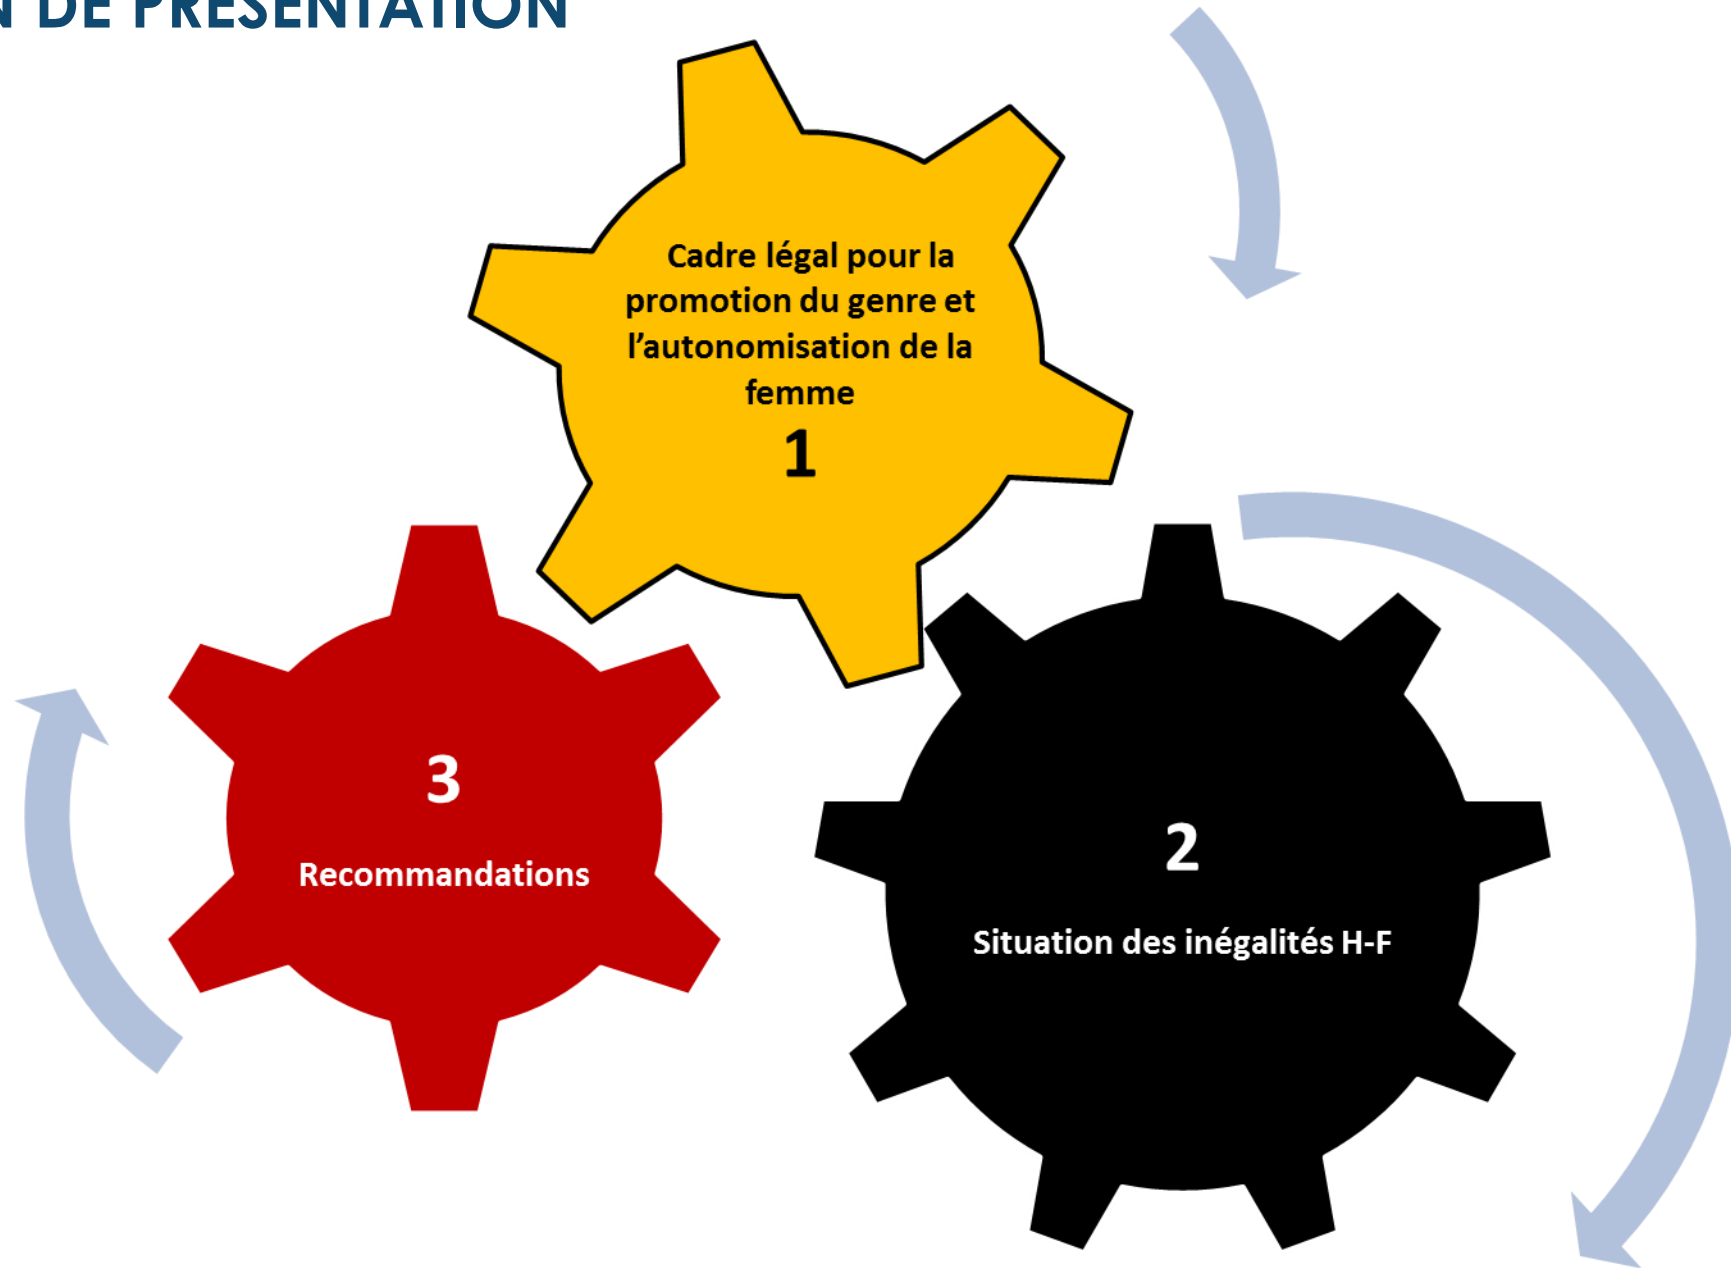 N DE PRESENTATION
Cadre légal pour la
promotion du genre et
l’autonomisation de la
femme
1
2
Situation des inégalités H-F
3
Recommandations